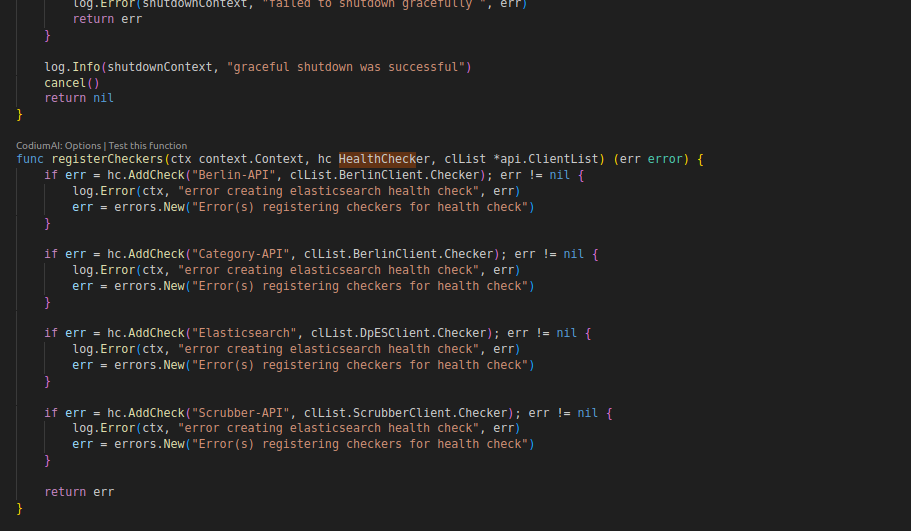 log.Error(shutdownContext, "failed to shutdown gracefully ", err)
return err
}
log.Info(shutdownContext, "graceful shutdown was successful")
cancel()
return nil
}
CodiumAI: Options | Test this function
func registerCheckers(ctx context.Context, hc HealthChecker, clList *api.ClientList) (err error) {
if err = hc.AddCheck("Berlin-API", clList.BerlinClient.Checker); err != nil {
log.Error(ctx, "error creating elasticsearch health check", err)
err = errors.New("Error(s) registering checkers for health check")
}
if err = hc.AddCheck("Category-API", clList.BerlinClient.Checker); err != nil {
log.Error(ctx, "error creating elasticsearch health check", err)
err = errors.New("Error(s) registering checkers for health check")
}
if err = hc.AddCheck("Elasticsearch", clList.DpESClient.Checker); err != nil {
log.Error(ctx, "error creating elasticsearch health check", err)
err = errors.New("Error(s) registering checkers for health check")
}
if err = hc.AddCheck("Scrubber-API", clList.ScrubberClient.Checker); err != nil {
log.Error(ctx, "error creating elasticsearch health check", err)
err = errors.New("Error(s) registering checkers for health check")
}
return err
}